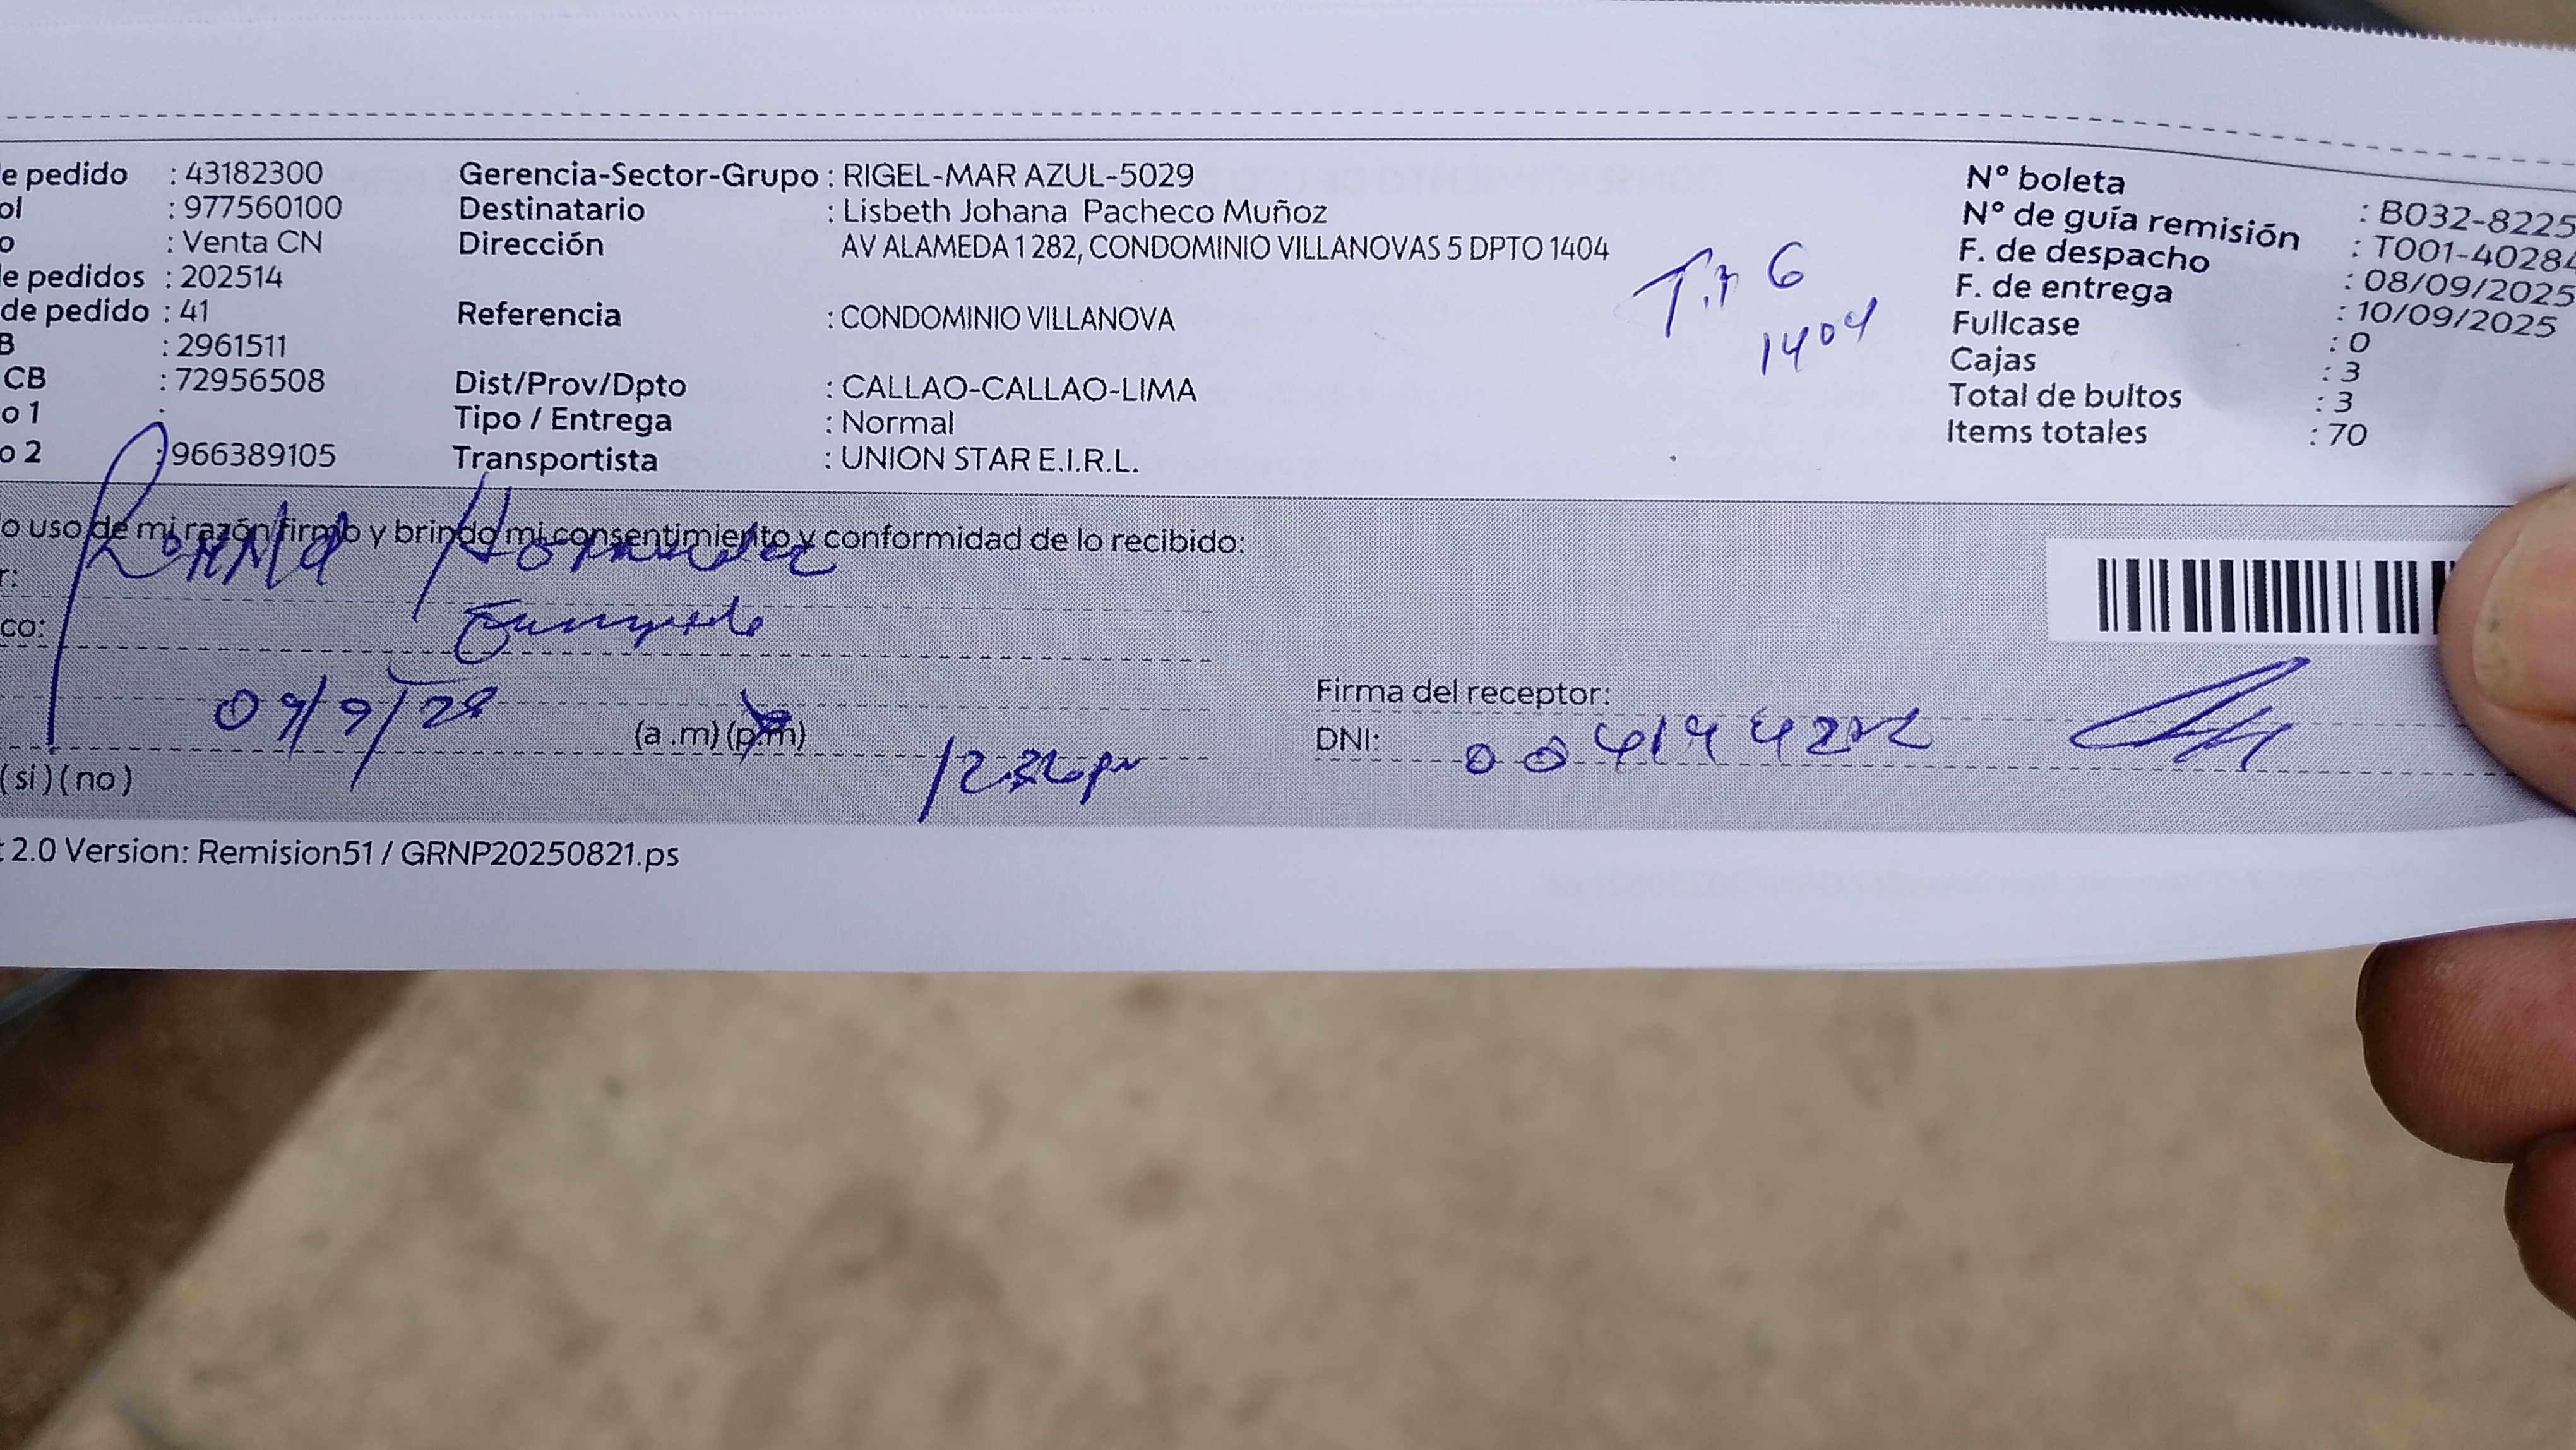 e pedido : 43182300 Gerencia-Sector-Grupo : RIGEL-MAR AZUL-5029 Nº boleta : B032-8225
ol : 977560100 Destinatario : Lisbeth Johana Pacheco Muñoz Nº de guía remisión : T001-40284
o : Venta CN Dirección AV ALAMEDA 1 282, CONDOMINIO VILLANOVAS 5 DPTO 1404 F. de despacho : 08/09/2025
e pedidos : 202514 6 F. de entrega : 10/09/2025
de pedido : 41 Referencia : CONDOMINIO VILLANOVA 1404 Fullcase : 0
B : 2961511 Cajas : 3
CB : 72956508 Dist/Prov/Dpto : CALLAO-CALLAO-LIMA Total de bultos : 3
o 1 : Tipo / Entrega : Normal Items totales : 70
o 2 : 966389105 Transportista : UNION STAR E.I.R.L.
o uso de mi razón firmo y brindo mi consentimiento y conformidad de lo recibido:
r:
co:
Firma del receptor:
(a .m) (p.m) DNI:
(si) (no)
2.0 Version: Remision51 / GRNP20250821.ps